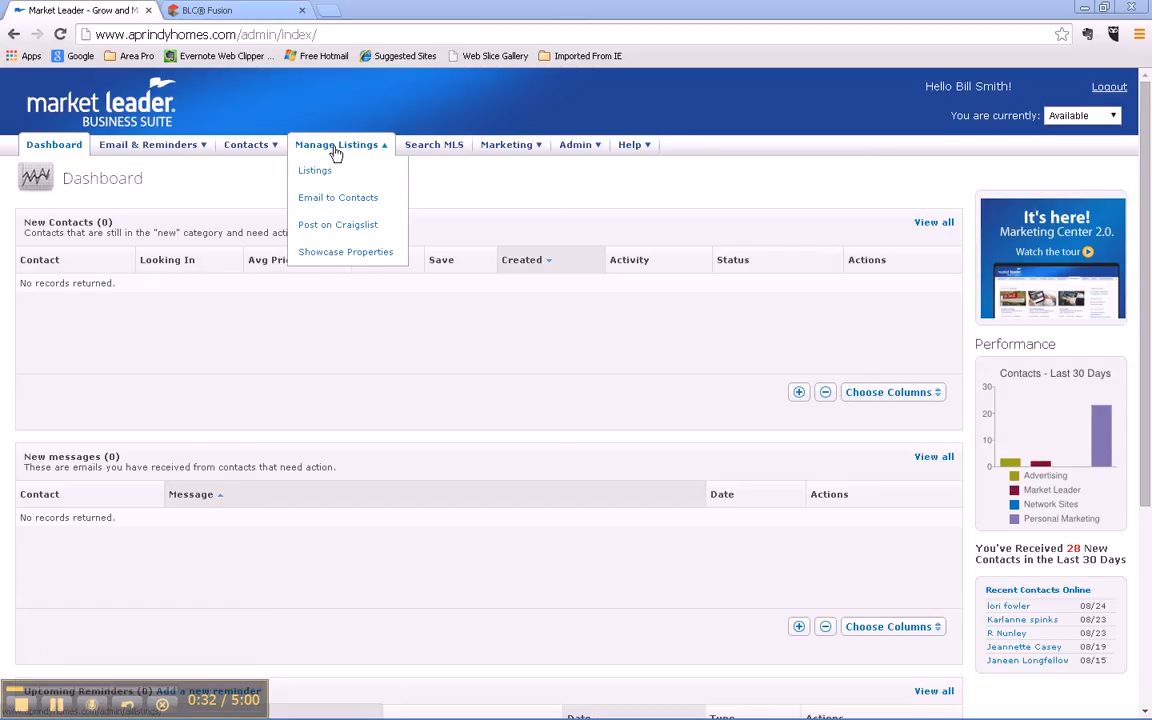 Market Leader - Grow and M
BLC® Fusion
www.aprindyhomes.com/admin/index/
Apps
Google
Area Pro
Evernote Web Clipper ...
Free Hotmail
Suggested Sites
Web Slice Gallery
Imported From IE
market leader.
BUSINESS SUITE
Hello Bill Smith!
Logout
You are currently:
Available
Dashboard
Email & Reminders
Contacts
Manage Listings
Search MLS
Marketing
Admin
Help
Listings
Email to Contacts
Post on Craigslist
Showcase Properties
Dashboard
New Contacts (0)
View all
Contacts that are still in the "new" category and need acti
Contact
Looking In
Avg Pri
Save
Created
Activity
Status
Actions
No records returned.
Choose Columns
New messages (0)
View all
These are emails you have received from contacts that need action.
Contact
Message
Date
Actions
No records returned.
Choose Columns
Upcoming Reminders (0)
Add a new reminder
View all
Date
Type
Actions
0:32 / 5:00
It's here!
Marketing Center 2.0.
Watch the tour
Performance
Contacts - Last 30 Days
30
20
10
0
Advertising
Market Leader
Network Sites
Personal Marketing
You've Received 28 New
Contacts in the Last 30 Days
Recent Contacts Online
lori fowler 08/24
Karlanne spinks 08/23
R Nunley 08/23
Jeannette Casey 08/19
Janeen Longfellow 08/15